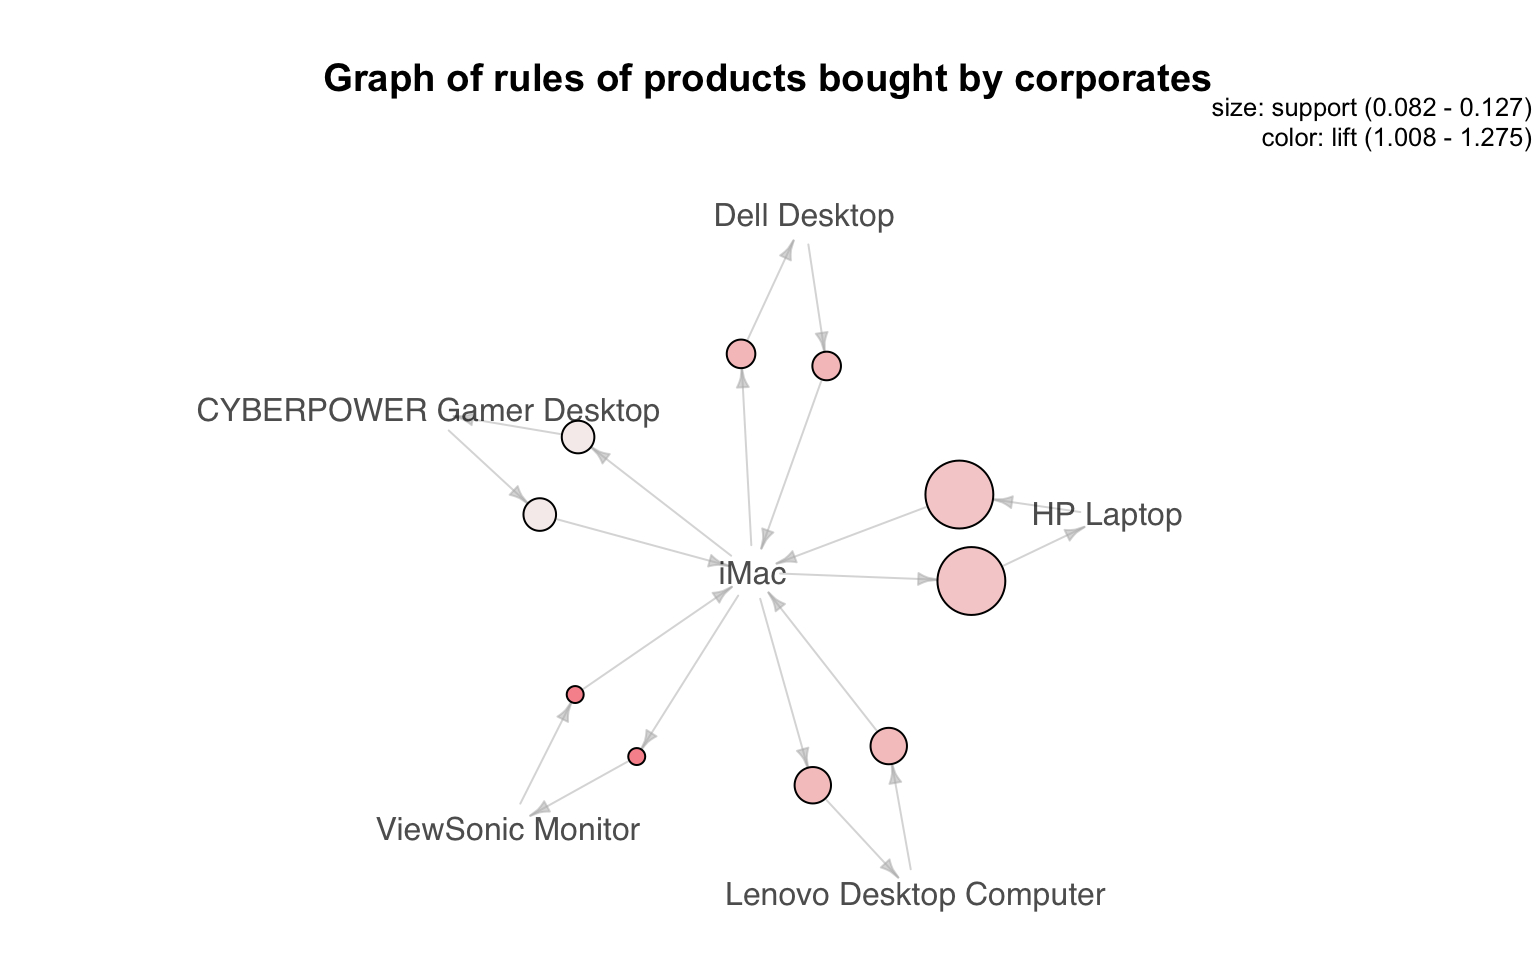 Graph of rules of products bought by corporates
size: support (0.082 - 0.127)
color: lift (1.008 - 1.275)
Dell Desktop
CYBERPOWER Gamer Desktop
HP Laptop
iMac
ViewSonic Monitor
Lenovo Desktop Computer